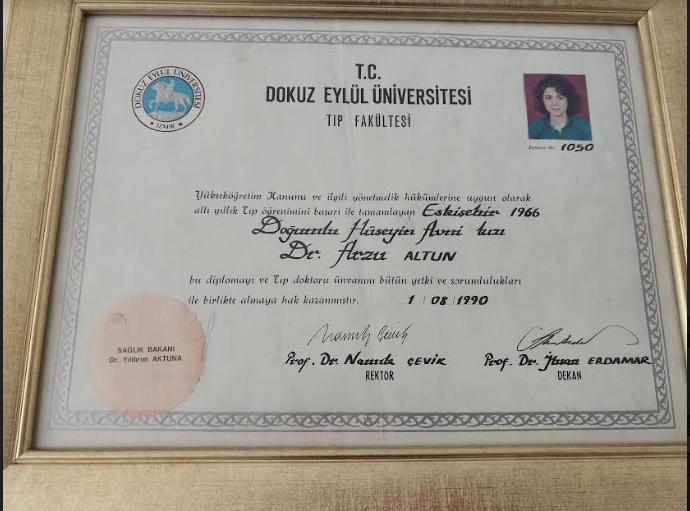 T.C.
DOKUZ EYLÜL ÜNİVERSİTESİ
TIP FAKÜLTESİ
DOKUZ EYLÜL ÜNİVERSİTESİ
• İZMİR •
Diploma No: 1050
Yükseköğretim Kanunu ve ilgili yönetmelik hükümlerine uygun olarak
altı yıllık Tıp öğrenimini başarı ile tamamlayan Eskişehir 1966
Doğumlu Hüseyin Avni kızı
Dr. Arzu ALTUN
bu diplomayı ve Tıp doktoru ünvanını bütün yetki ve sorumlulukları
ile birlikte almaya hak kazanmıştır. 1 / 08 / 1990
SAĞLIK BAKANI
Dr. Yıldırım AKTUNA
Prof. Dr. Namık ÇEVİK
REKTÖR
Prof. Dr. İhsan ERDAMAR
DEKAN